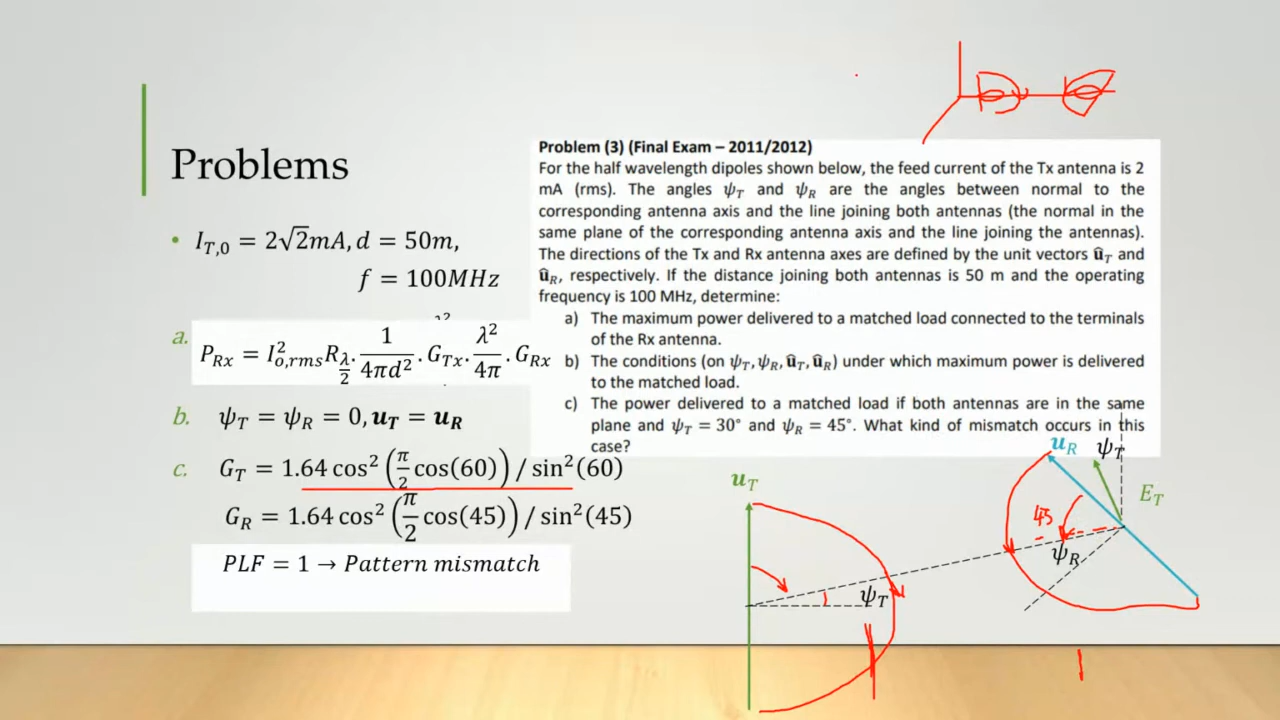 Problems
• I_{T,0} = 2√2mA, d = 50m,
f = 100MHz
a. P_{Rx} = I²_{o,rms} R_{λ/2} · 1/(4πd²) · G_{Tx} · λ²/(4π) · G_{Rx}
b. ψ_T = ψ_R = 0, u_T = u_R
c. G_T = 1.64 cos²(π/2 cos(60)) / sin²(60)
G_R = 1.64 cos²(π/2 cos(45)) / sin²(45)
PLF = 1 → Pattern mismatch
Problem (3) (Final Exam – 2011/2012)
For the half wavelength dipoles shown below, the feed current of the Tx antenna is 2
mA (rms). The angles ψ_T and ψ_R are the angles between normal to the
corresponding antenna axis and the line joining both antennas (the normal in the
same plane of the corresponding antenna axis and the line joining the antennas).
The directions of the Tx and Rx antenna axes are defined by the unit vectors û_T and
û_R, respectively. If the distance joining both antennas is 50 m and the operating
frequency is 100 MHz, determine:
a) The maximum power delivered to a matched load connected to the terminals
of the Rx antenna.
b) The conditions (on ψ_T, ψ_R, û_T, û_R) under which maximum power is delivered
to the matched load.
c) The power delivered to a matched load if both antennas are in the same
plane and ψ_T = 30° and ψ_R = 45°. What kind of mismatch occurs in this
case?
u_R ψ_T
u_T
E_T
45
ψ_R
ψ_T